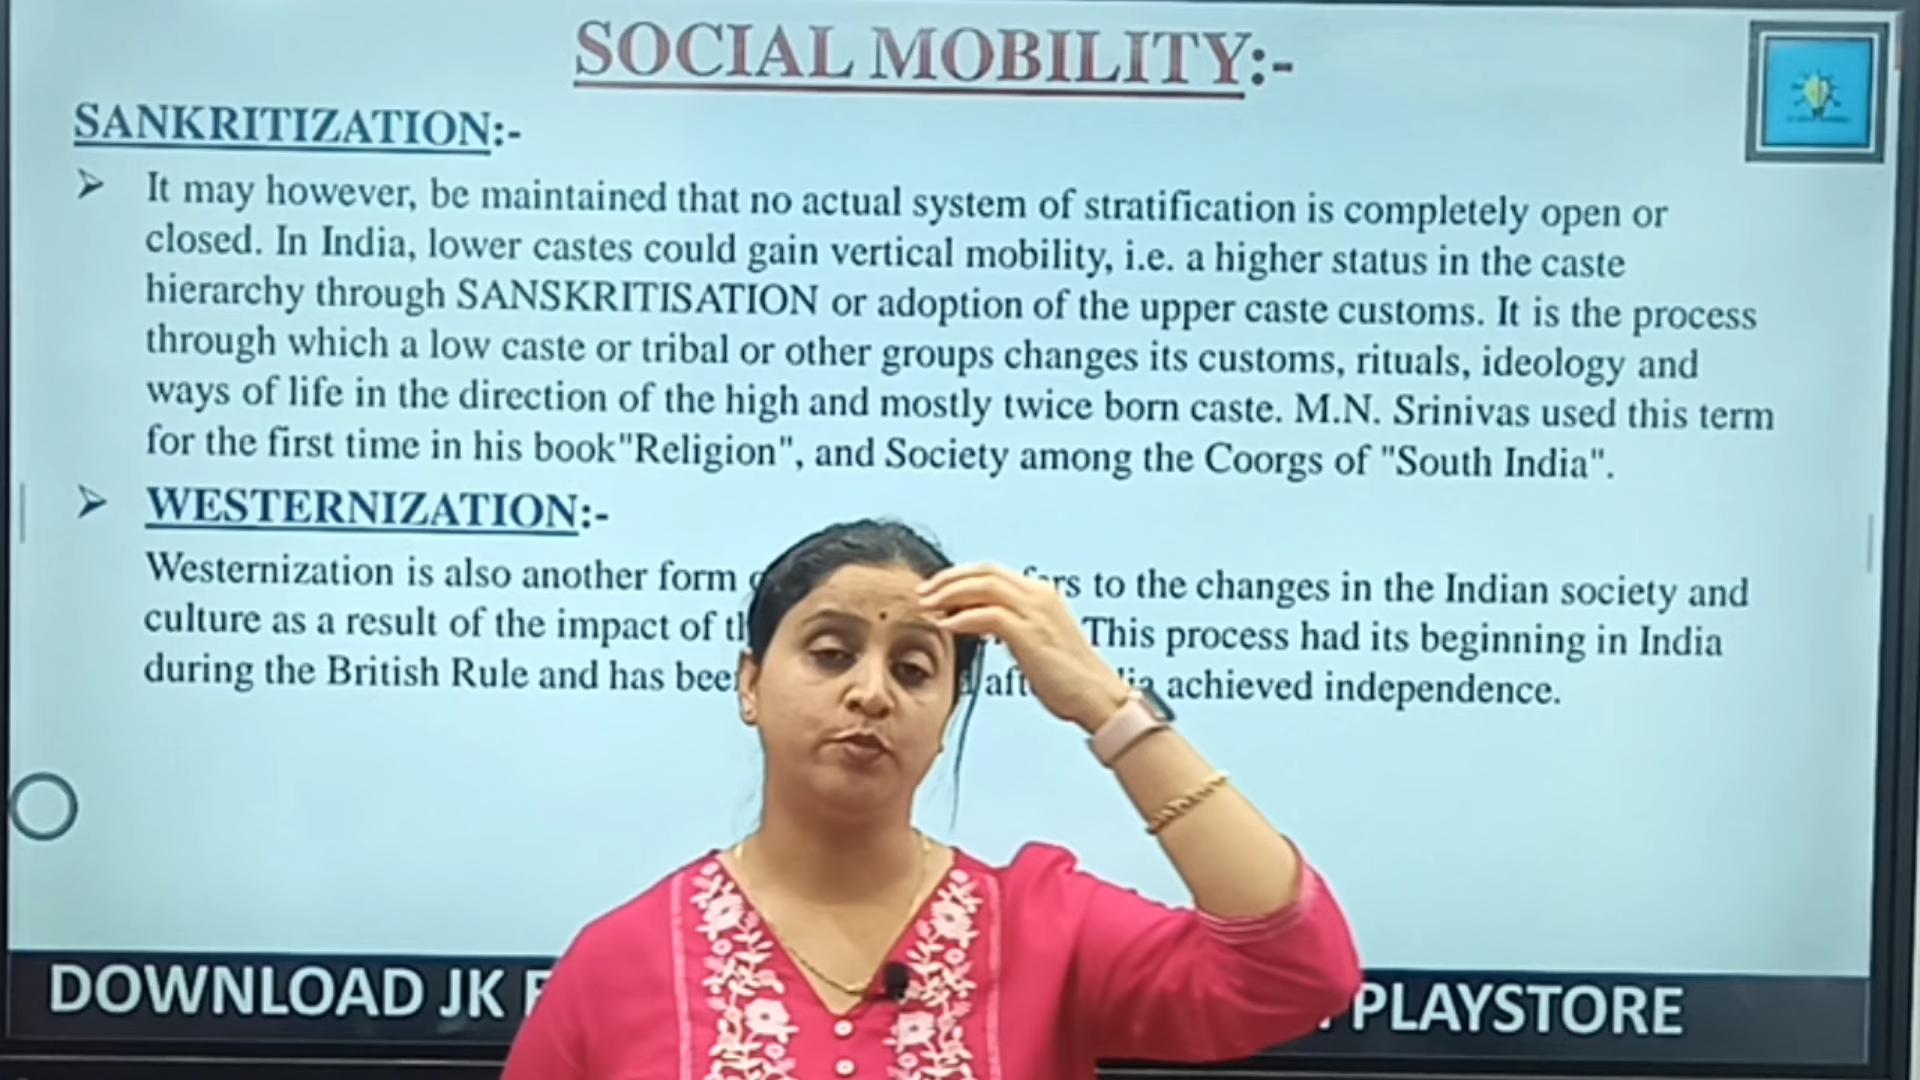 SOCIAL MOBILITY:-
SANKRITIZATION:-
➤ It may however, be maintained that no actual system of stratification is completely open or
closed. In India, lower castes could gain vertical mobility, i.e. a higher status in the caste
hierarchy through SANSKRITISATION or adoption of the upper caste customs. It is the process
through which a low caste or tribal or other groups changes its customs, rituals, ideology and
ways of life in the direction of the high and mostly twice born caste. M.N. Srinivas used this term
for the first time in his book"Religion", and Society among the Coorgs of "South India".
➤ WESTERNIZATION:-
Westernization is also another form to the changes in the Indian society and
culture as a result of the impact of This process had its beginning in India
during the British Rule and has achieved independence.
DOWNLOAD JK PLAYSTORE